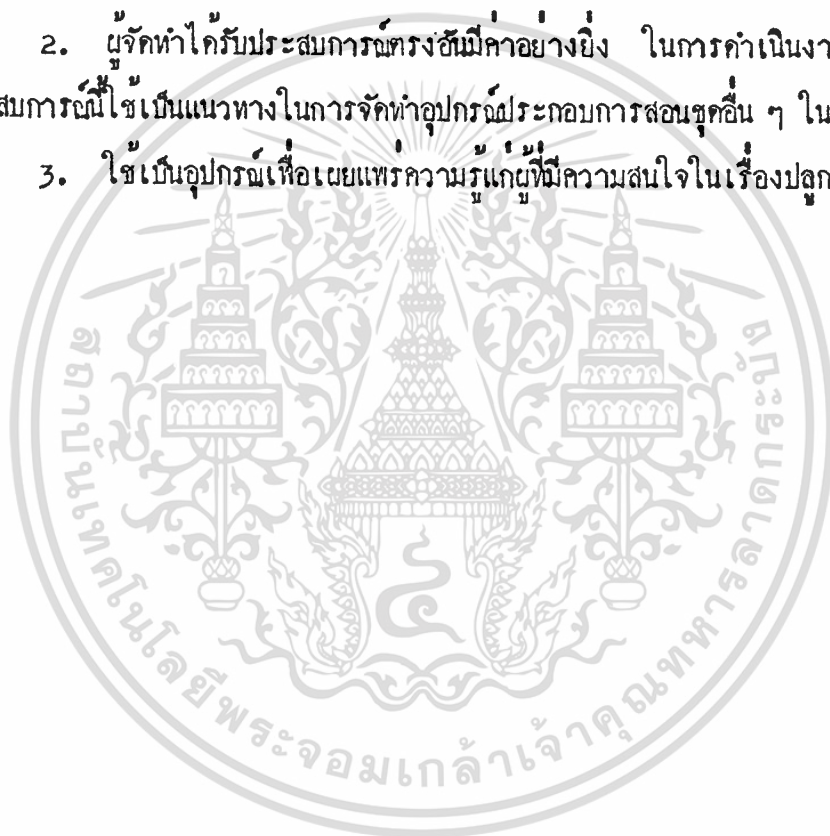 2. ผู้จัดทำได้รับประสบการณ์ตรงอันมีค่าอย่างยิ่ง ในการดำเนินงา
สบการณ์นี้ใช้เป็นแนวทางในการจัดทำอุปกรณ์ประกอบการสอนชุดอื่น ๆ ใน
3. ใช้เป็นอุปกรณ์เพื่อเผยแพร่ความรู้แก่ผู้ที่มีความสนใจในเรื่องปลูก
สถาบันเทคโนโลยีพระจอมเกล้าเจ้าคุณทหารลาดกระบัง